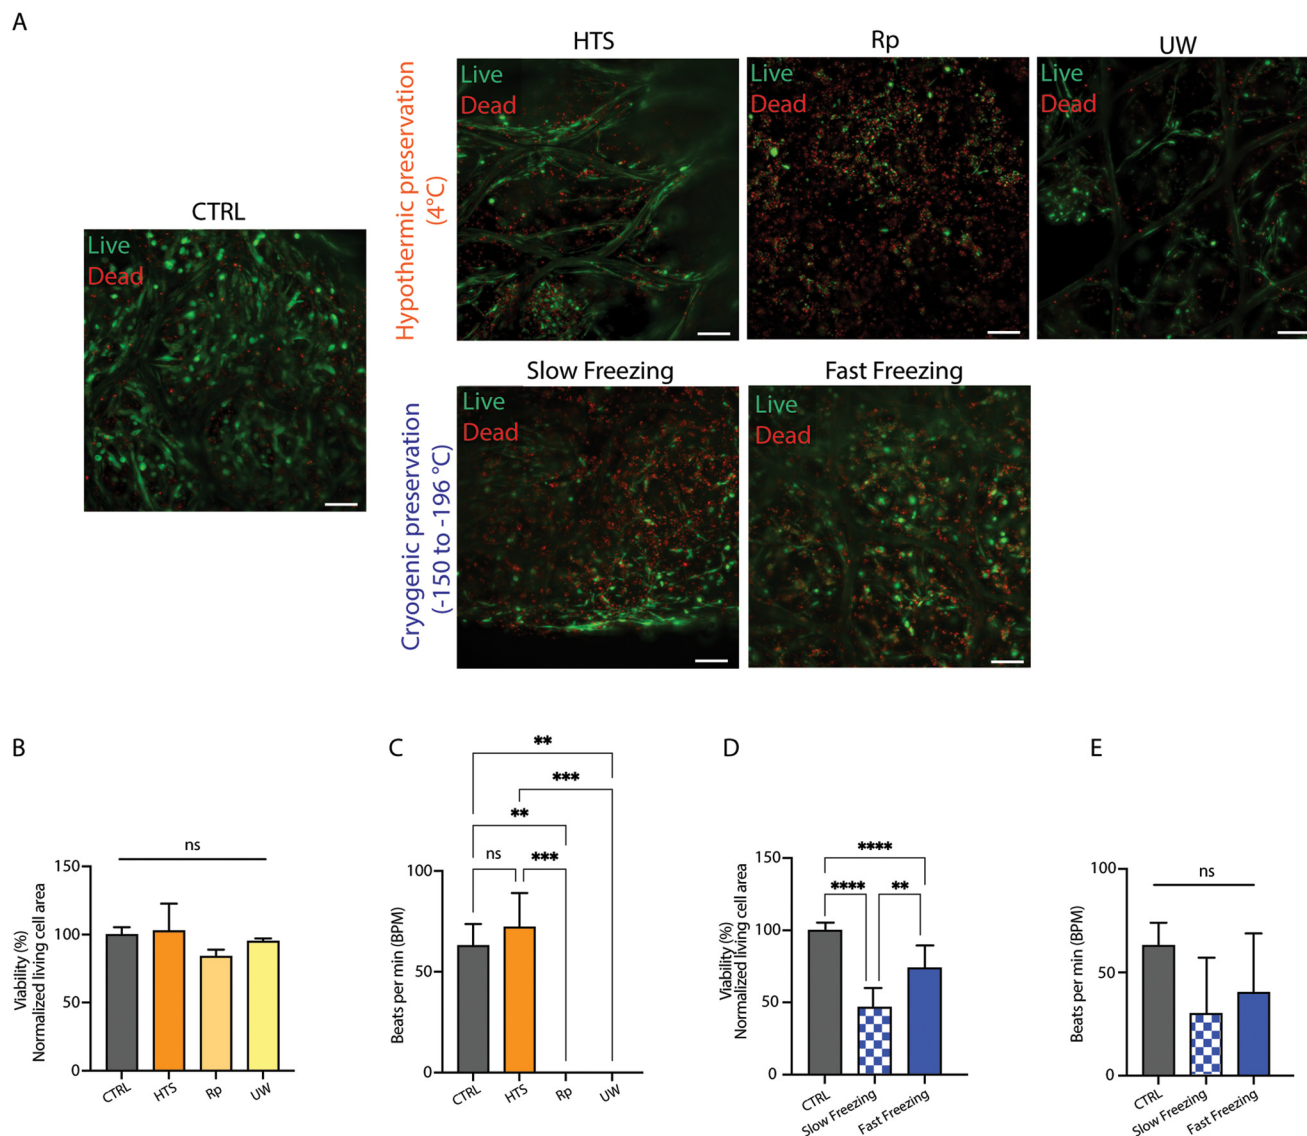 A
CTRL
Live
Dead
Hypothermic preservation
(4°C)
HTS
Live
Dead
Rp
Live
Dead
UW
Live
Dead
Cryogenic preservation
(-150 to -196 °C)
Slow Freezing
Live
Dead
Fast Freezing
Live
Dead
B
Viability (%)
Normalized living cell area
150
100
50
0
ns
CTRL
HTS
Rp
UW
C
Beats per min (BPM)
100
50
0
**
***
**
ns
***
CTRL
HTS
Rp
UW
D
Viability (%)
Normalized living cell area
150
100
50
0
****
****
**
CTRL
Slow Freezing
Fast Freezing
E
Beats per min (BPM)
100
50
0
ns
CTRL
Slow Freezing
Fast Freezing